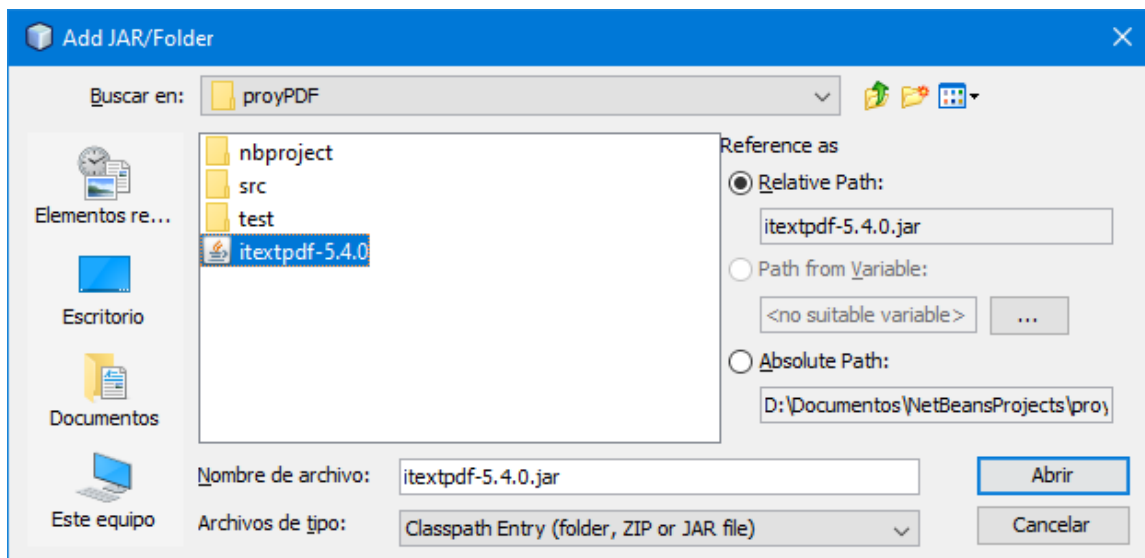 Add JAR/Folder
Buscar en:
proyPDF
Elementos re...
Escritorio
Documentos
Este equipo
nbproject
src
test
itextpdf-5.4.0
Reference as
Relative Path:
itextpdf-5.4.0.jar
Path from Variable:
<no suitable variable>
...
Absolute Path:
D:\Documentos\NetBeansProjects\proy
Nombre de archivo:
itextpdf-5.4.0.jar
Abrir
Archivos de tipo:
Classpath Entry (folder, ZIP or JAR file)
Cancelar